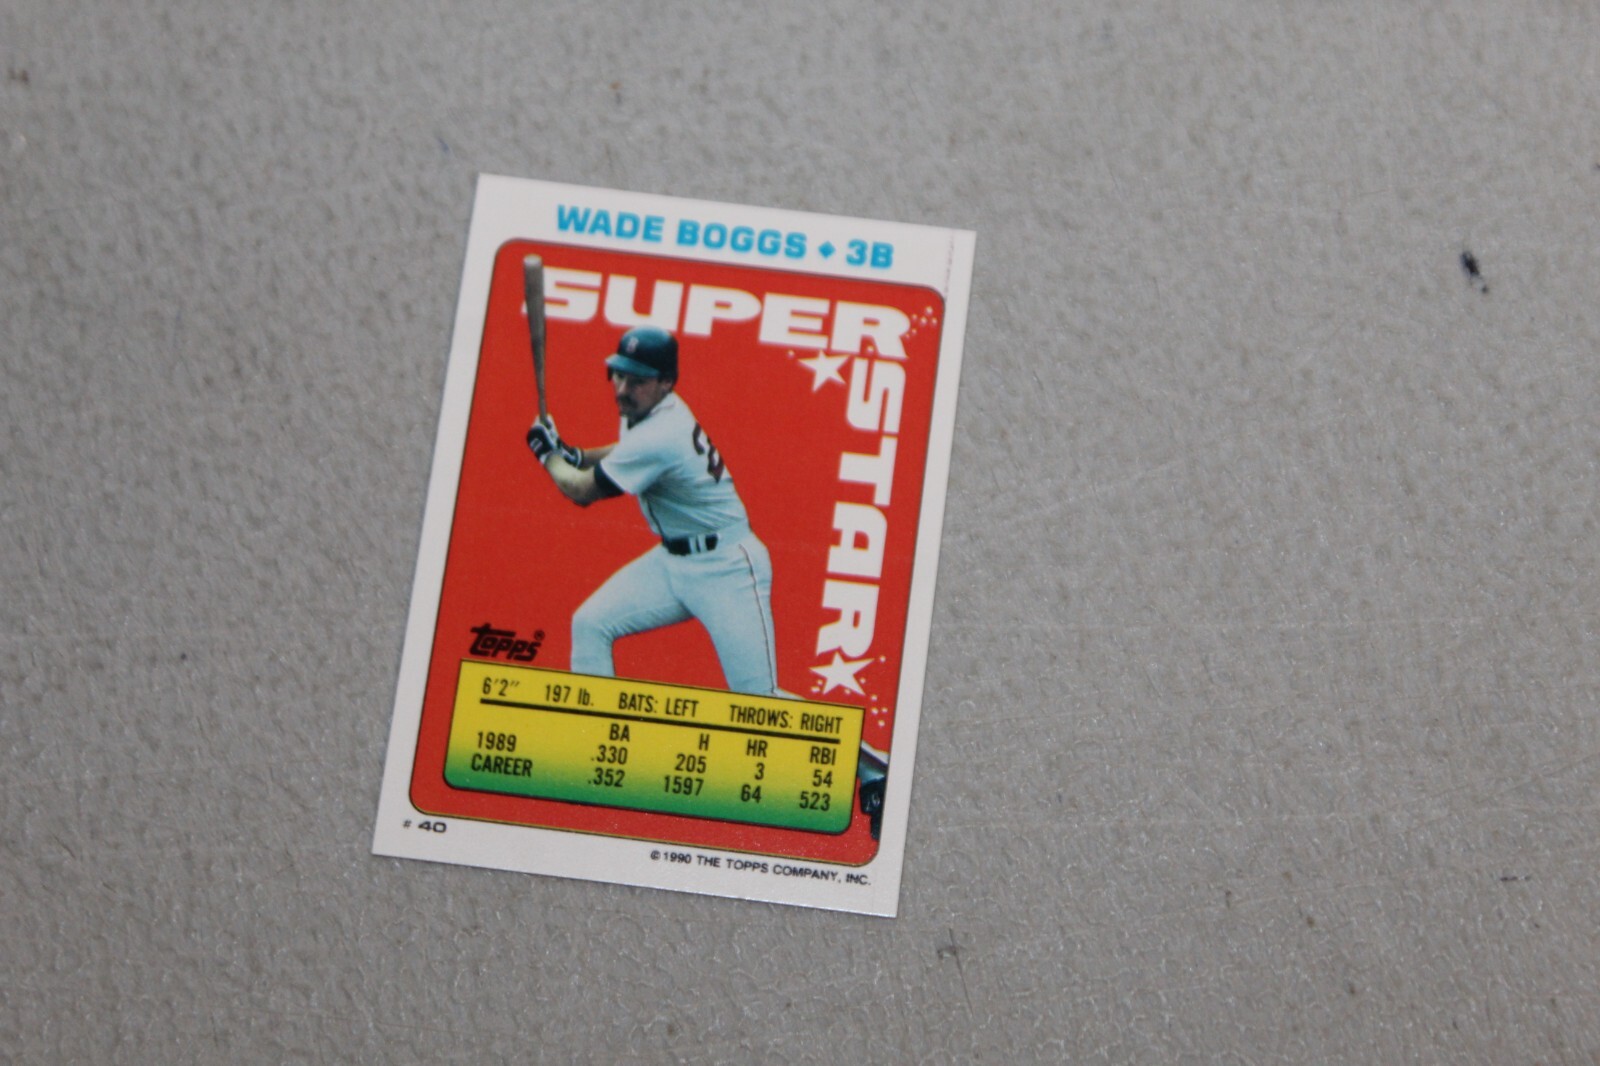 WADE BOGGS ♦ 3B
SUPER
STAR
topps®
6'2" 197 lb. BATS: LEFT THROWS: RIGHT
BA H HR RBI
1989 .330 205 3 54
CAREER .352 1597 64 523
# 40
©1990 THE TOPPS COMPANY, INC.